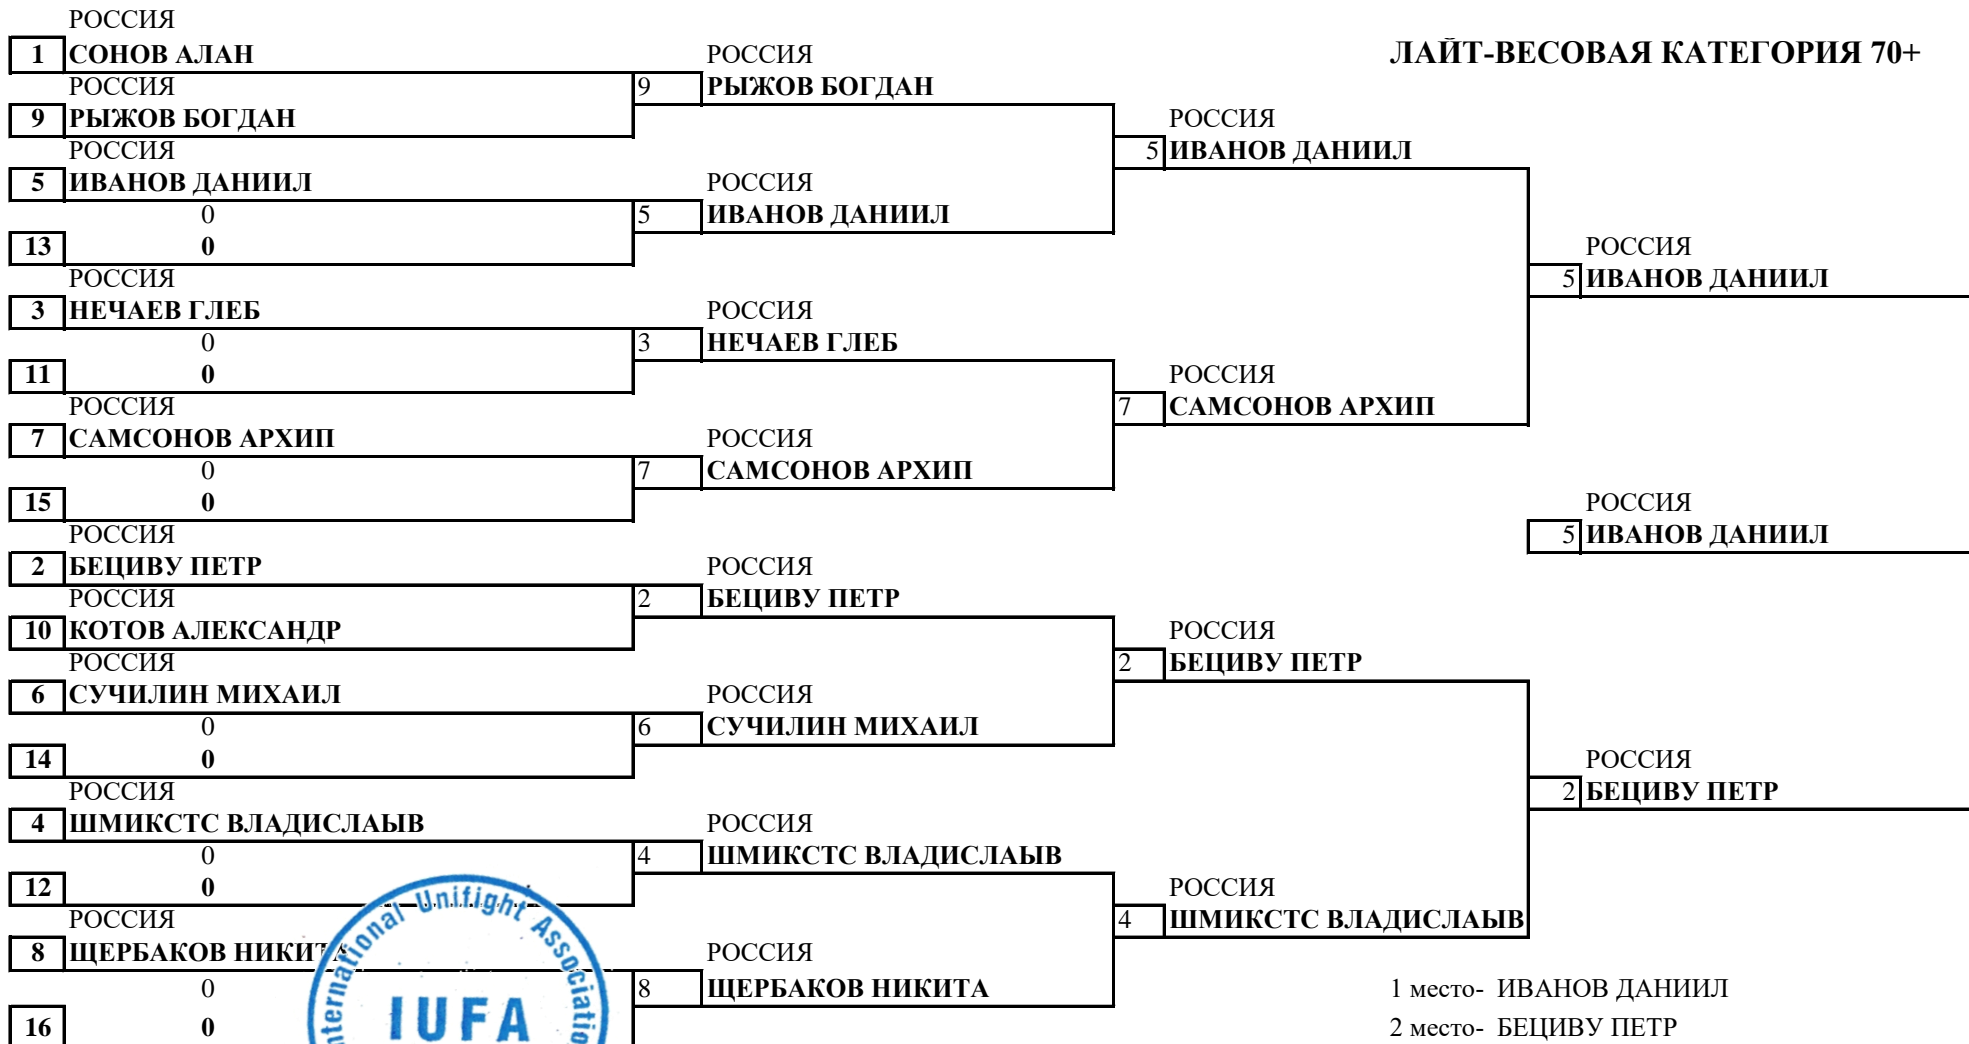 РОССИЯ
1 СОНОВ АЛАН РОССИЯ ЛАЙТ-ВЕСОВАЯ КАТЕГОРИЯ 70+
РОССИЯ 9 РЫЖОВ БОГДАН
9 РЫЖОВ БОГДАН РОССИЯ
РОССИЯ 5 ИВАНОВ ДАНИИЛ
5 ИВАНОВ ДАНИИЛ РОССИЯ
0 5 ИВАНОВ ДАНИИЛ
13 0 РОССИЯ
РОССИЯ 5 ИВАНОВ ДАНИИЛ
3 НЕЧАЕВ ГЛЕБ РОССИЯ
0 3 НЕЧАЕВ ГЛЕБ
11 0 РОССИЯ
РОССИЯ 7 САМСОНОВ АРХИП
7 САМСОНОВ АРХИП РОССИЯ
0 7 САМСОНОВ АРХИП
15 0 РОССИЯ
РОССИЯ 5 ИВАНОВ ДАНИИЛ
2 БЕЦИВУ ПЕТР РОССИЯ
РОССИЯ 2 БЕЦИВУ ПЕТР
10 КОТОВ АЛЕКСАНДР РОССИЯ
РОССИЯ 2 БЕЦИВУ ПЕТР
6 СУЧИЛИН МИХАИЛ РОССИЯ
0 6 СУЧИЛИН МИХАИЛ
14 0 РОССИЯ
РОССИЯ 2 БЕЦИВУ ПЕТР
4 ШМИКСТС ВЛАДИСЛАЫВ РОССИЯ
0 4 ШМИКСТС ВЛАДИСЛАЫВ
12 0 РОССИЯ
РОССИЯ 4 ШМИКСТС ВЛАДИСЛАЫВ
8 ЩЕРБАКОВ НИКИТА РОССИЯ
0 8 ЩЕРБАКОВ НИКИТА 1 место- ИВАНОВ ДАНИИЛ
16 0 2 место- БЕЦИВУ ПЕТР
Unifight
IUFA